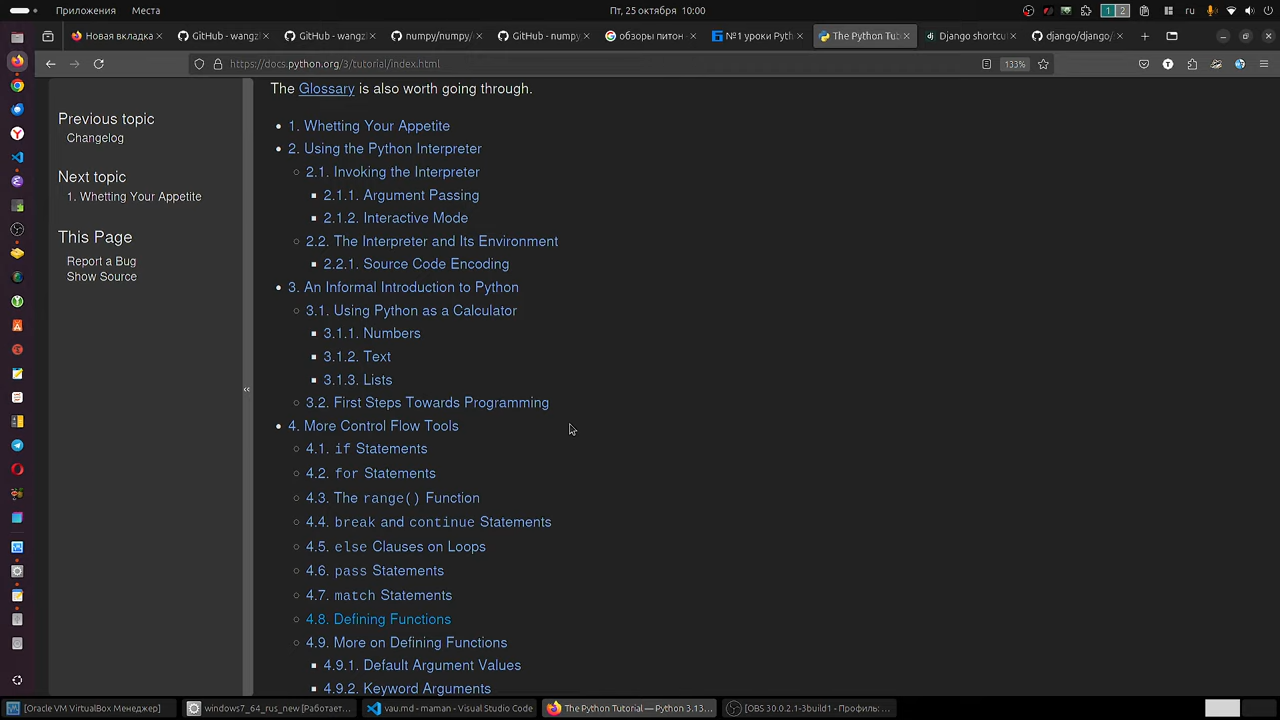 Приложения Места
Пт, 25 октября 10:00
1 2
ru
Новая вкладка
GitHub - wangz
GitHub - wangz
numpy/numpy/
GitHub - numpy
обзоры питон
№1 уроки Pyth
The Python Tut
Django shortcu
django/django/
https://docs.python.org/3/tutorial/index.html
133%
Previous topic
Changelog
Next topic
1. Whetting Your Appetite
This Page
Report a Bug
Show Source
«
The Glossary is also worth going through.
1. Whetting Your Appetite
2. Using the Python Interpreter
2.1. Invoking the Interpreter
2.1.1. Argument Passing
2.1.2. Interactive Mode
2.2. The Interpreter and Its Environment
2.2.1. Source Code Encoding
3. An Informal Introduction to Python
3.1. Using Python as a Calculator
3.1.1. Numbers
3.1.2. Text
3.1.3. Lists
3.2. First Steps Towards Programming
4. More Control Flow Tools
4.1. if Statements
4.2. for Statements
4.3. The range() Function
4.4. break and continue Statements
4.5. else Clauses on Loops
4.6. pass Statements
4.7. match Statements
4.8. Defining Functions
4.9. More on Defining Functions
4.9.1. Default Argument Values
4.9.2. Keyword Arguments
[Oracle VM VirtualBox Менеджер]
windows7_64_rus_new [Работает...
vau.md - maman - Visual Studio Code
The Python Tutorial — Python 3.13...
[OBS 30.0.2.1-3build1 - Профиль: ...